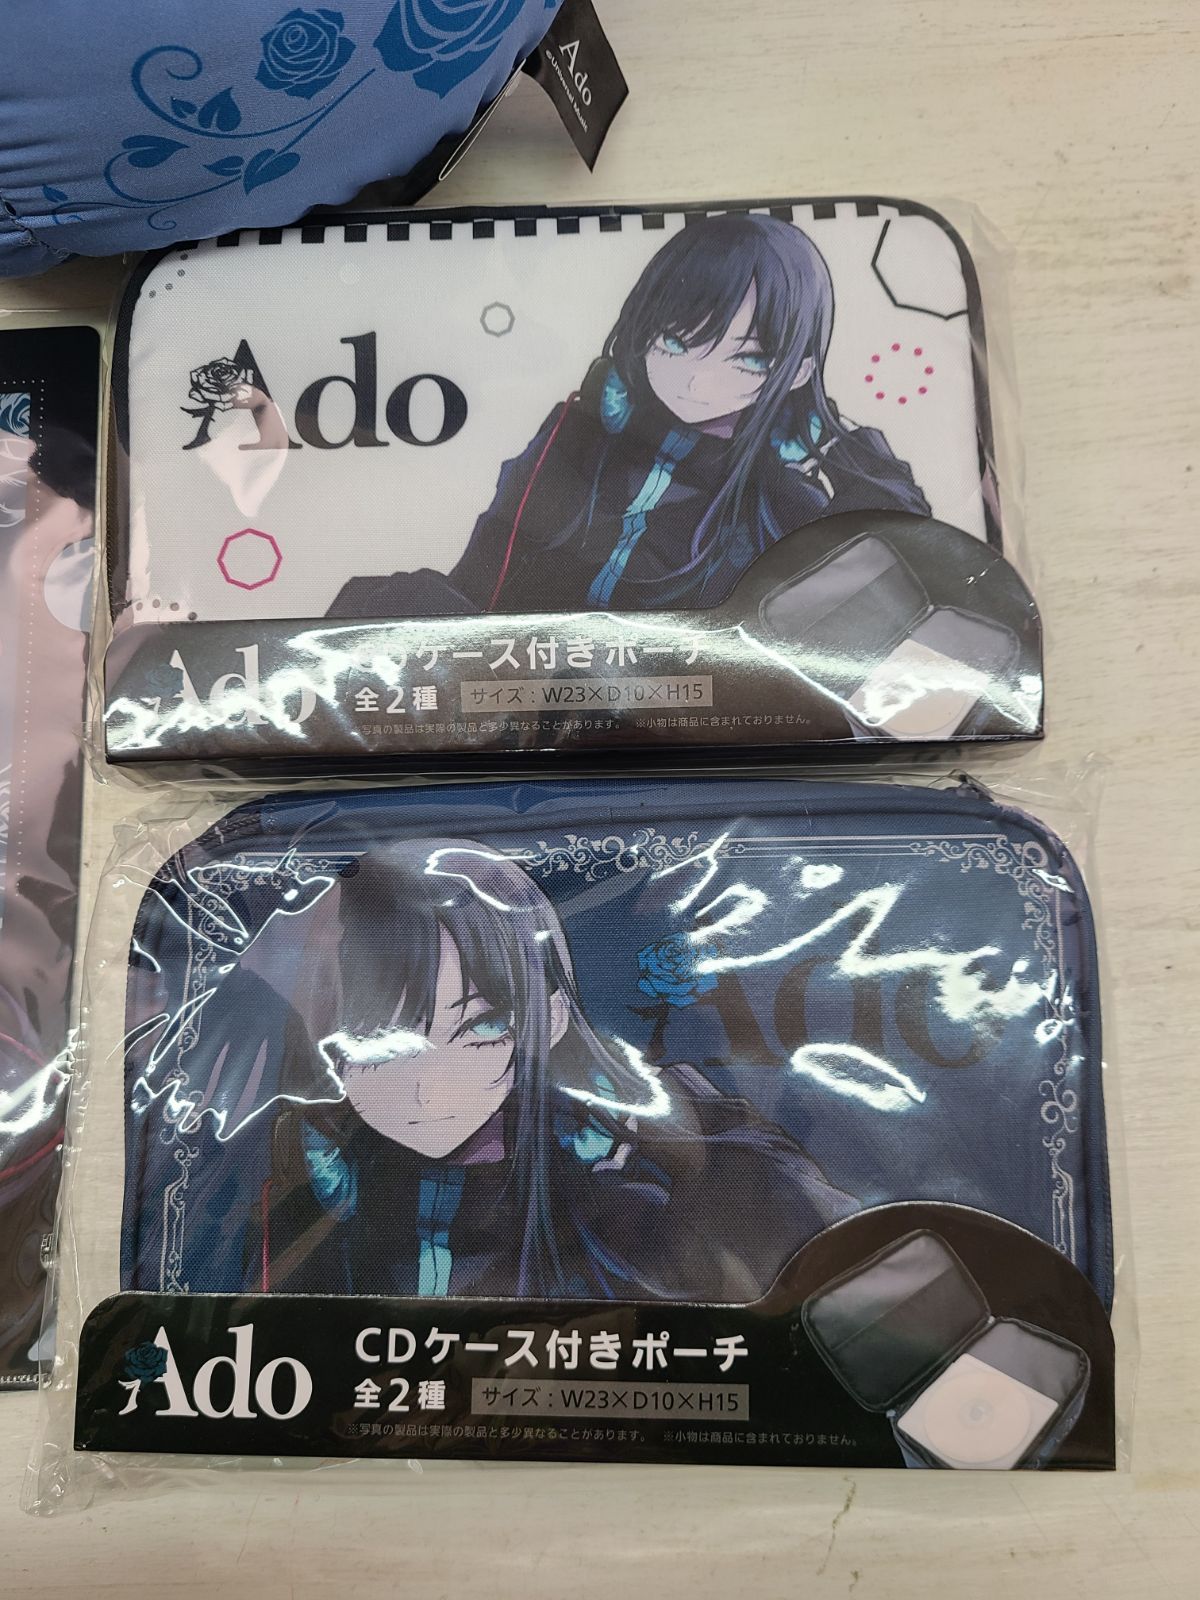 Ado
©Universal Music
Ado
Ado
CDケース付きポーチ
全2種
サイズ：W23×D10×H15
※写真の製品は実際の製品と多少異なることがあります。 ※小物は商品に含まれておりません。
Ado
Ado
CDケース付きポーチ
全2種
サイズ：W23×D10×H15
※写真の製品は実際の製品と多少異なることがあります。 ※小物は商品に含まれておりません。